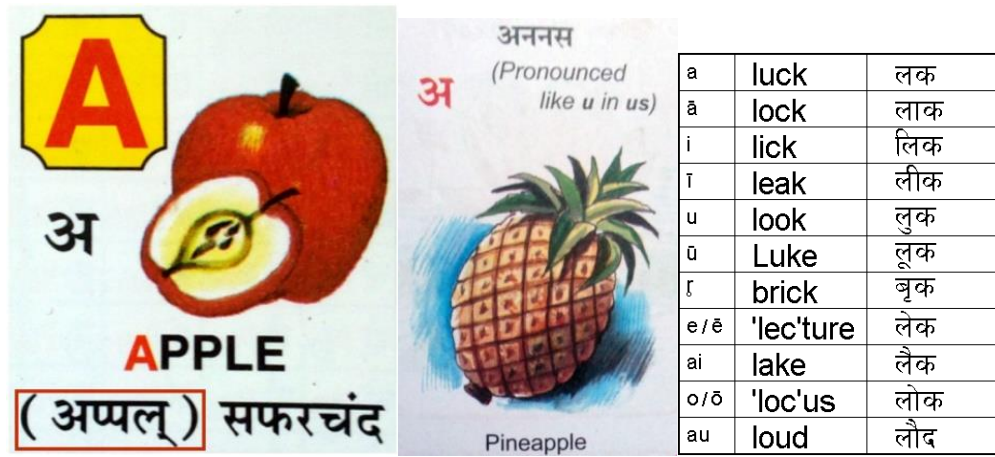 A
अ
APPLE
( अप्पल् ) सफरचंद
अननस
अ
(Pronounced
like u in us)
Pineapple
a luck लक
ā lock लाक
i lick लिक
ī leak लीक
u look लुक
ū Luke लूक
ṛ brick बृक
e/ē 'lec'ture लेक
ai lake लैक
o/ō 'loc'us लोक
au loud लौद